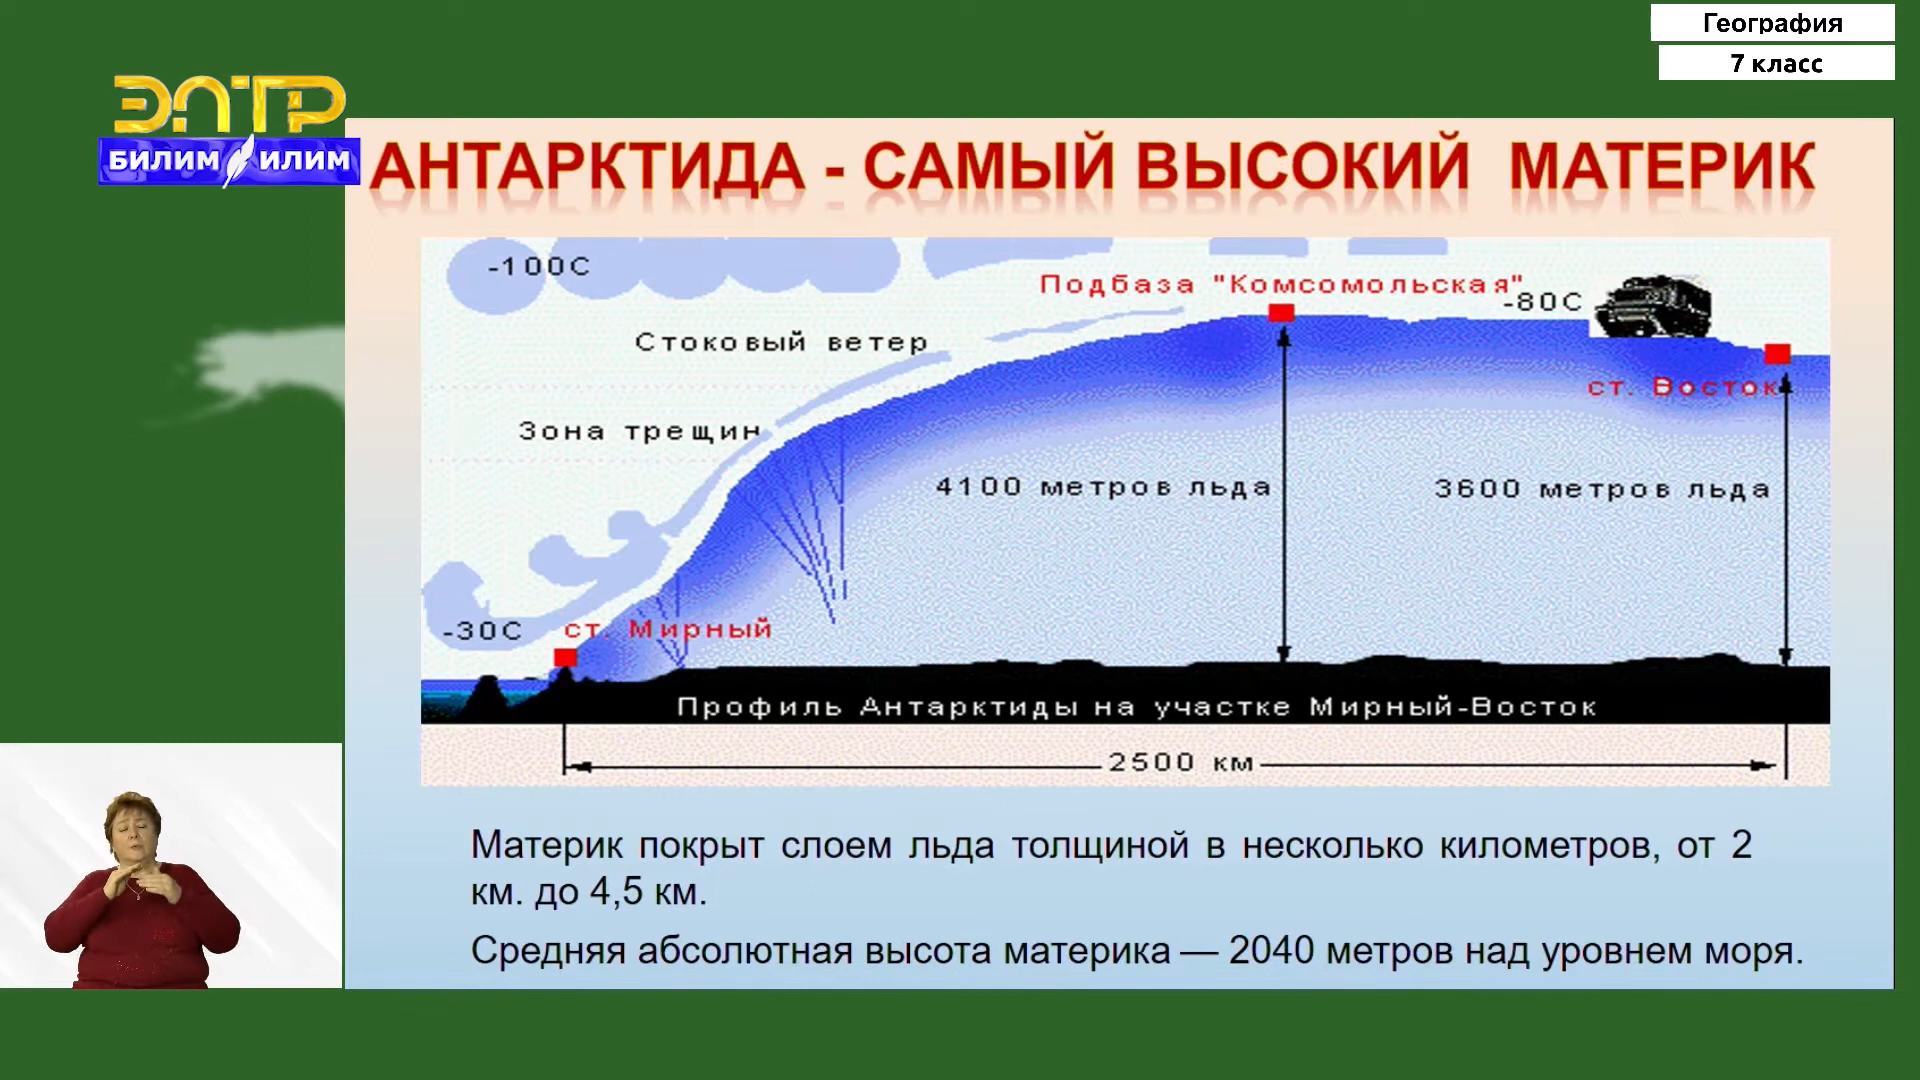 География
7 класс
ЭЛТР
БИЛИМ ИЛИМ
АНТАРКТИДА - САМЫЙ ВЫСОКИЙ МАТЕРИК
-100С
Подбаза "Комсомольская"
-80С
Стоковый ветер
ст. Восток
Зона трещин
4100 метров льда
3600 метров льда
-30С
ст. Мирный
Профиль Антарктиды на участке Мирный-Восток
2500 км
Материк покрыт слоем льда толщиной в несколько километров, от 2
км. до 4,5 км.
Средняя абсолютная высота материка — 2040 метров над уровнем моря.